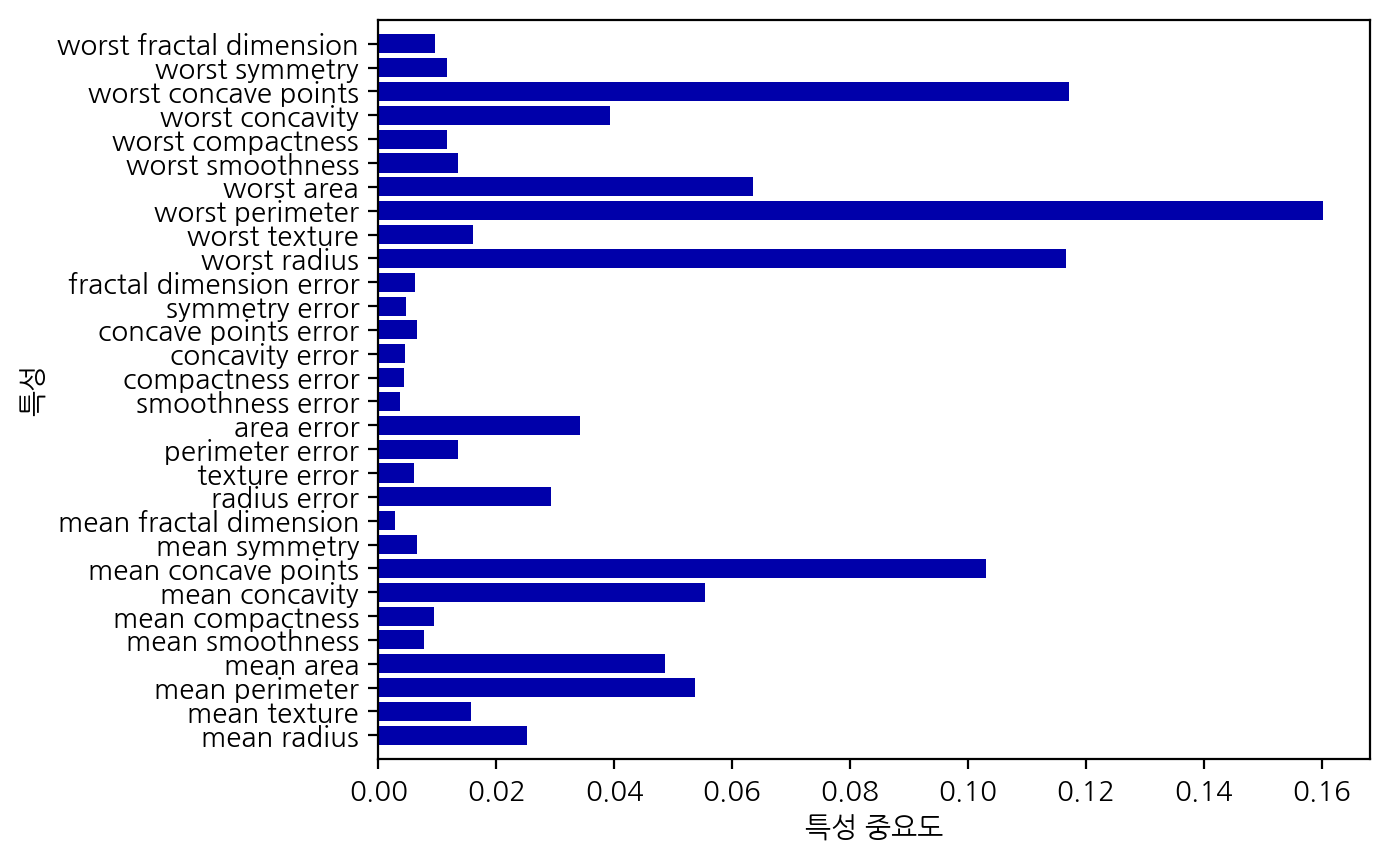 worst fractal dimension
worst symmetry
worst concave points
worst concavity
worst compactness
worst smoothness
worst area
worst perimeter
worst texture
worst radius
fractal dimension error
symmetry error
concave points error
concavity error
compactness error
smoothness error
area error
perimeter error
texture error
radius error
mean fractal dimension
mean symmetry
mean concave points
mean concavity
mean compactness
mean smoothness
mean area
mean perimeter
mean texture
mean radius
특성
0.00 0.02 0.04 0.06 0.08 0.10 0.12 0.14 0.16
특성 중요도